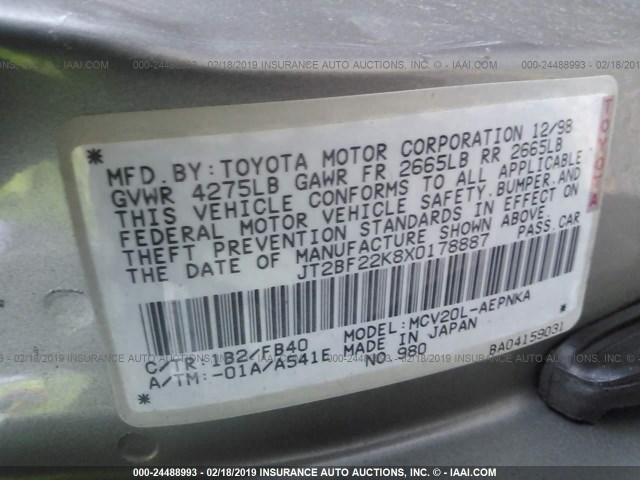 000-24488993 - 02/18/2019 INSURANCE AUTO AUCTIONS, INC. - © IAAI.COM
MFD. BY: TOYOTA MOTOR CORPORATION 12/98
GVWR 4275LB GAWR FR 2665LB RR 2665LB
THIS VEHICLE CONFORMS TO ALL APPLICABLE
FEDERAL MOTOR VEHICLE SAFETY, BUMPER, AND
THEFT PREVENTION STANDARDS IN EFFECT ON
THE DATE OF MANUFACTURE SHOWN ABOVE.
JT2BF22K8X0178887 PASS. CAR
C/TR: 1B2/FB40 MODEL: MCV20L-AEPNKA
A/TM: -01A/A541E MADE IN JAPAN
NO 980 BA04159031
TOYOTA
000-24488993 - 02/18/2019 INSURANCE AUTO AUCTIONS, INC. - © IAAI.COM